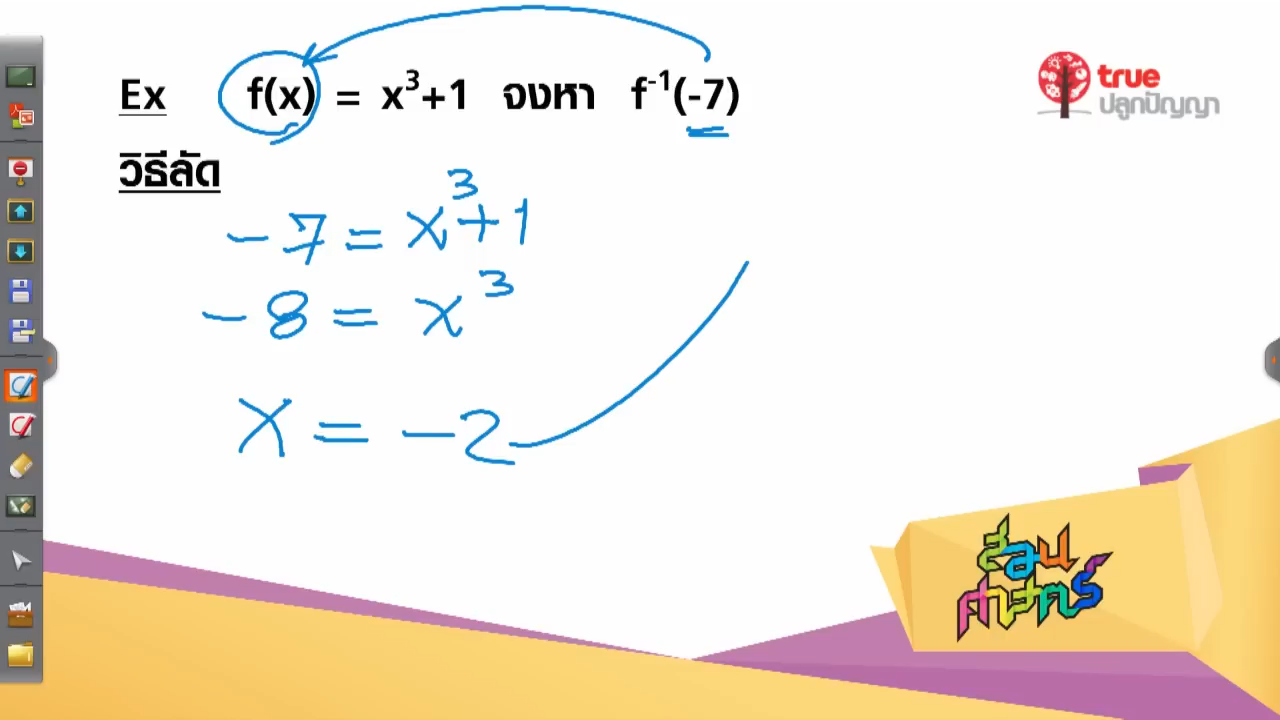 Ex f(x) = x³+1 จงหา f⁻¹(-7)
true
ปลูกปัญญา
วิธีลัด
-7 = x³+1
-8 = x³
x = -2
สอน
ศาสตร์